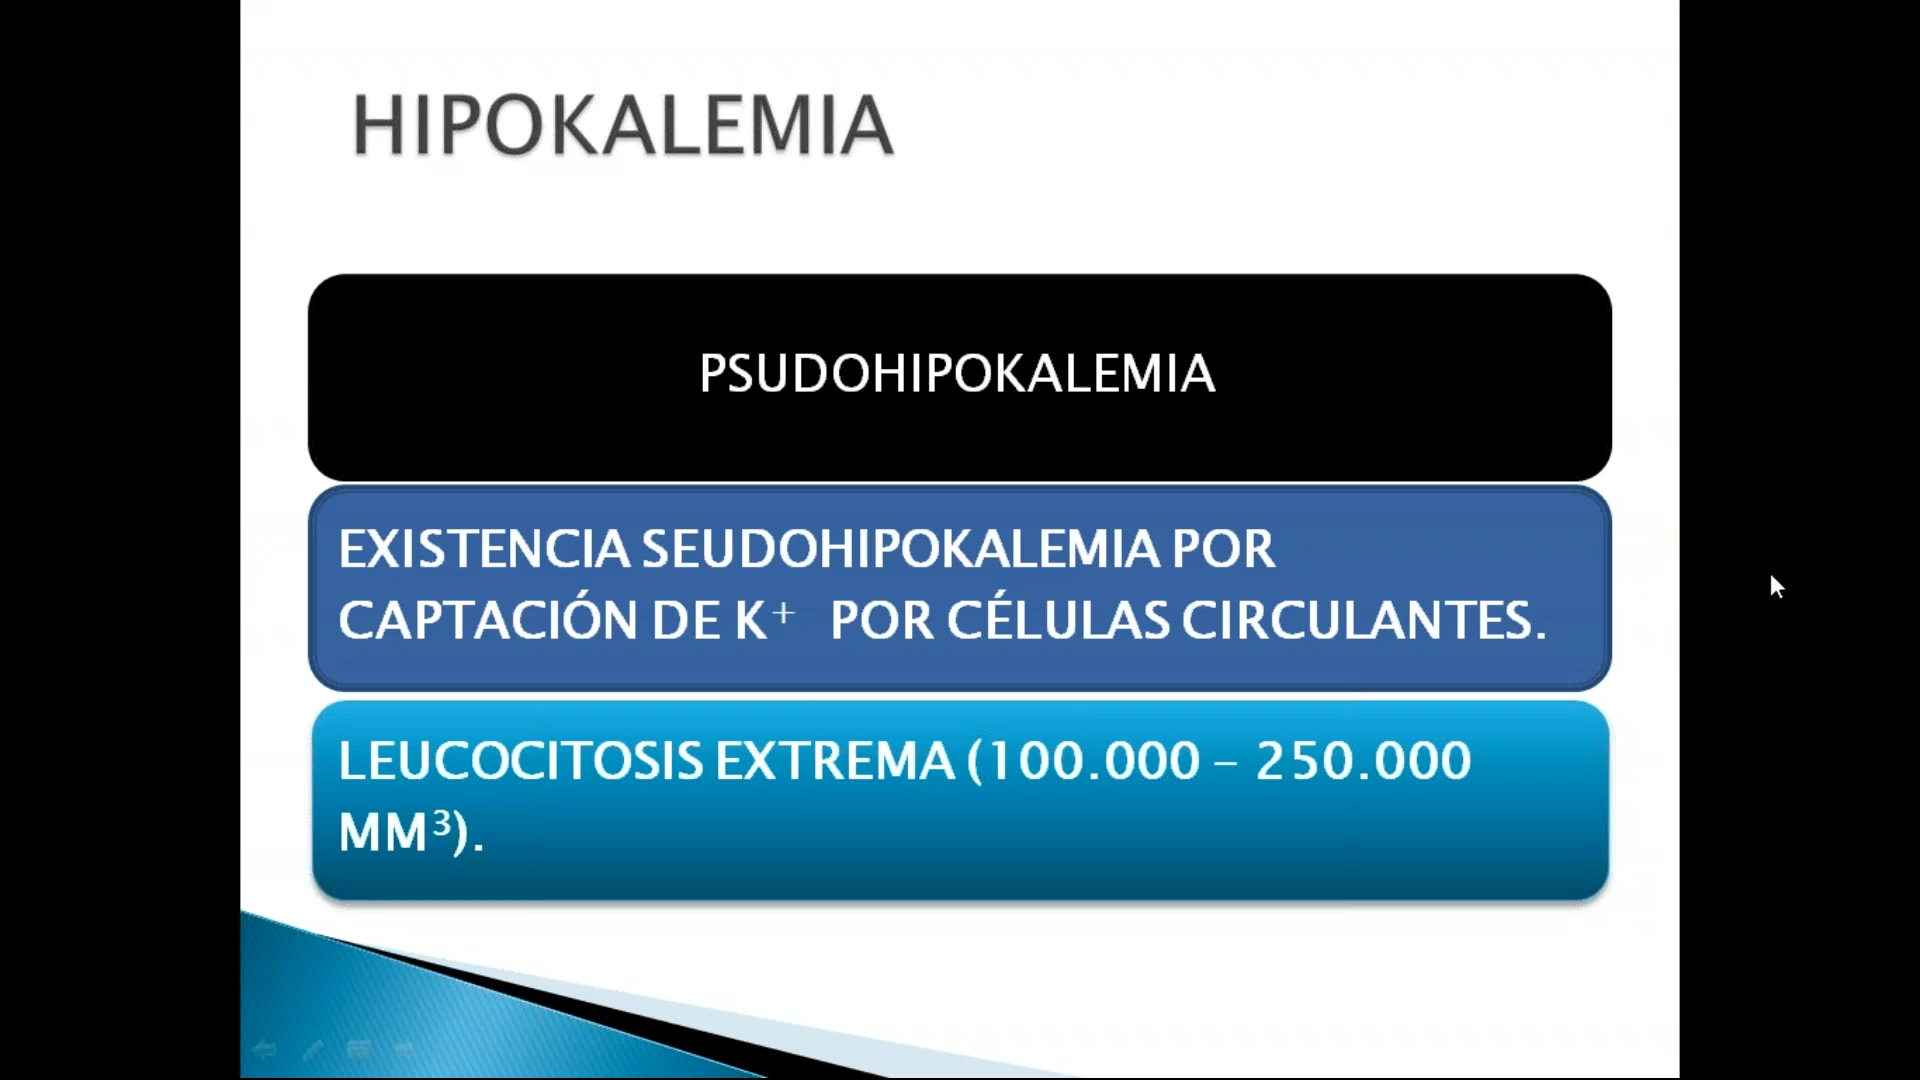 HIPOKALEMIA
PSUDOHIPOKALEMIA
EXISTENCIA SEUDOHIPOKALEMIA POR
CAPTACIÓN DE K⁺ POR CÉLULAS CIRCULANTES.
LEUCOCITOSIS EXTREMA (100.000 – 250.000
MM³).